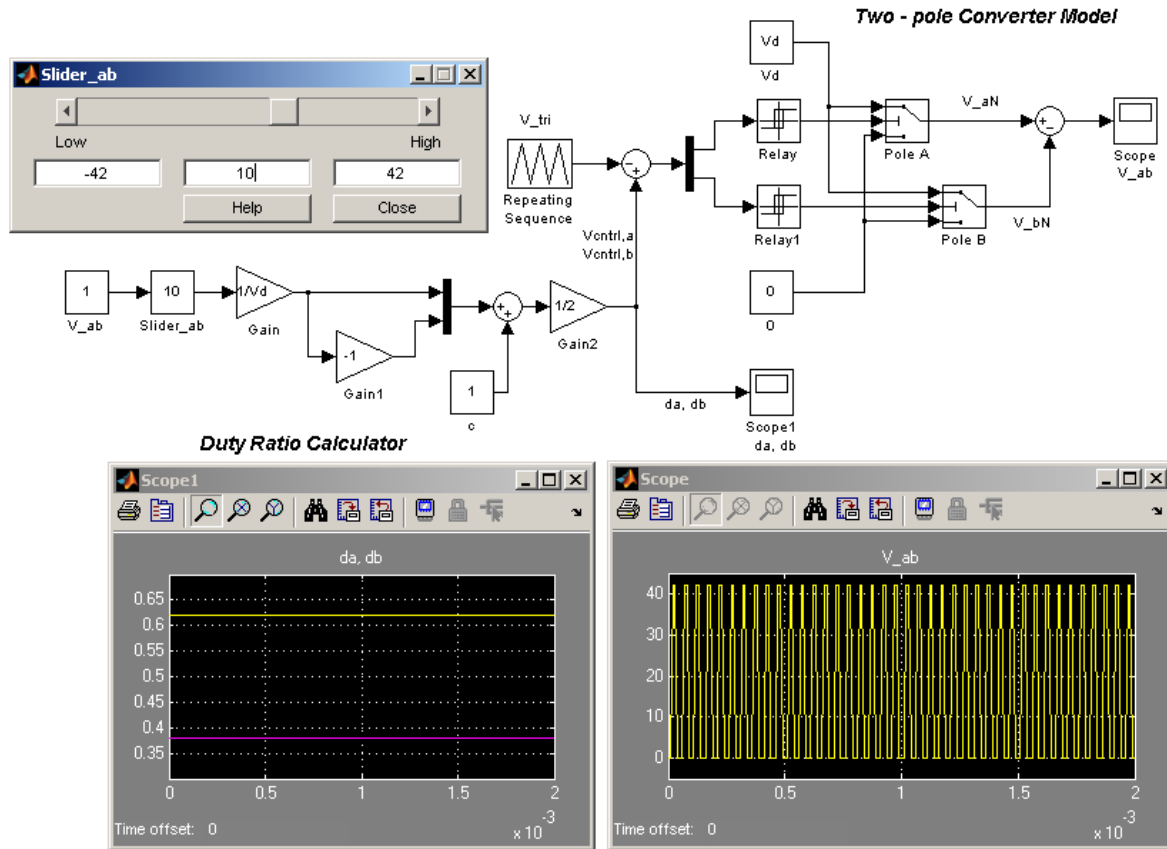 Two - pole Converter Model
Slider_ab
Low
High
-42
10
42
Help
Close
V_tri
Repeating
Sequence
Vd
Vd
Relay
Relay1
Pole A
Pole B
V_aN
V_bN
Scope
V_ab
Vcntrl,a
Vcntrl,b
0
0
1
V_ab
10
Slider_ab
1/Vd
Gain
-1
Gain1
1
c
1/2
Gain2
da, db
Scope1
da, db
Duty Ratio Calculator
Scope1
da, db
0.65
0.6
0.55
0.5
0.45
0.4
0.35
0
0.5
1
1.5
2
x 10
-3
Time offset: 0
Scope
V_ab
40
30
20
10
0
0
0.5
1
1.5
2
x 10
-3
Time offset: 0